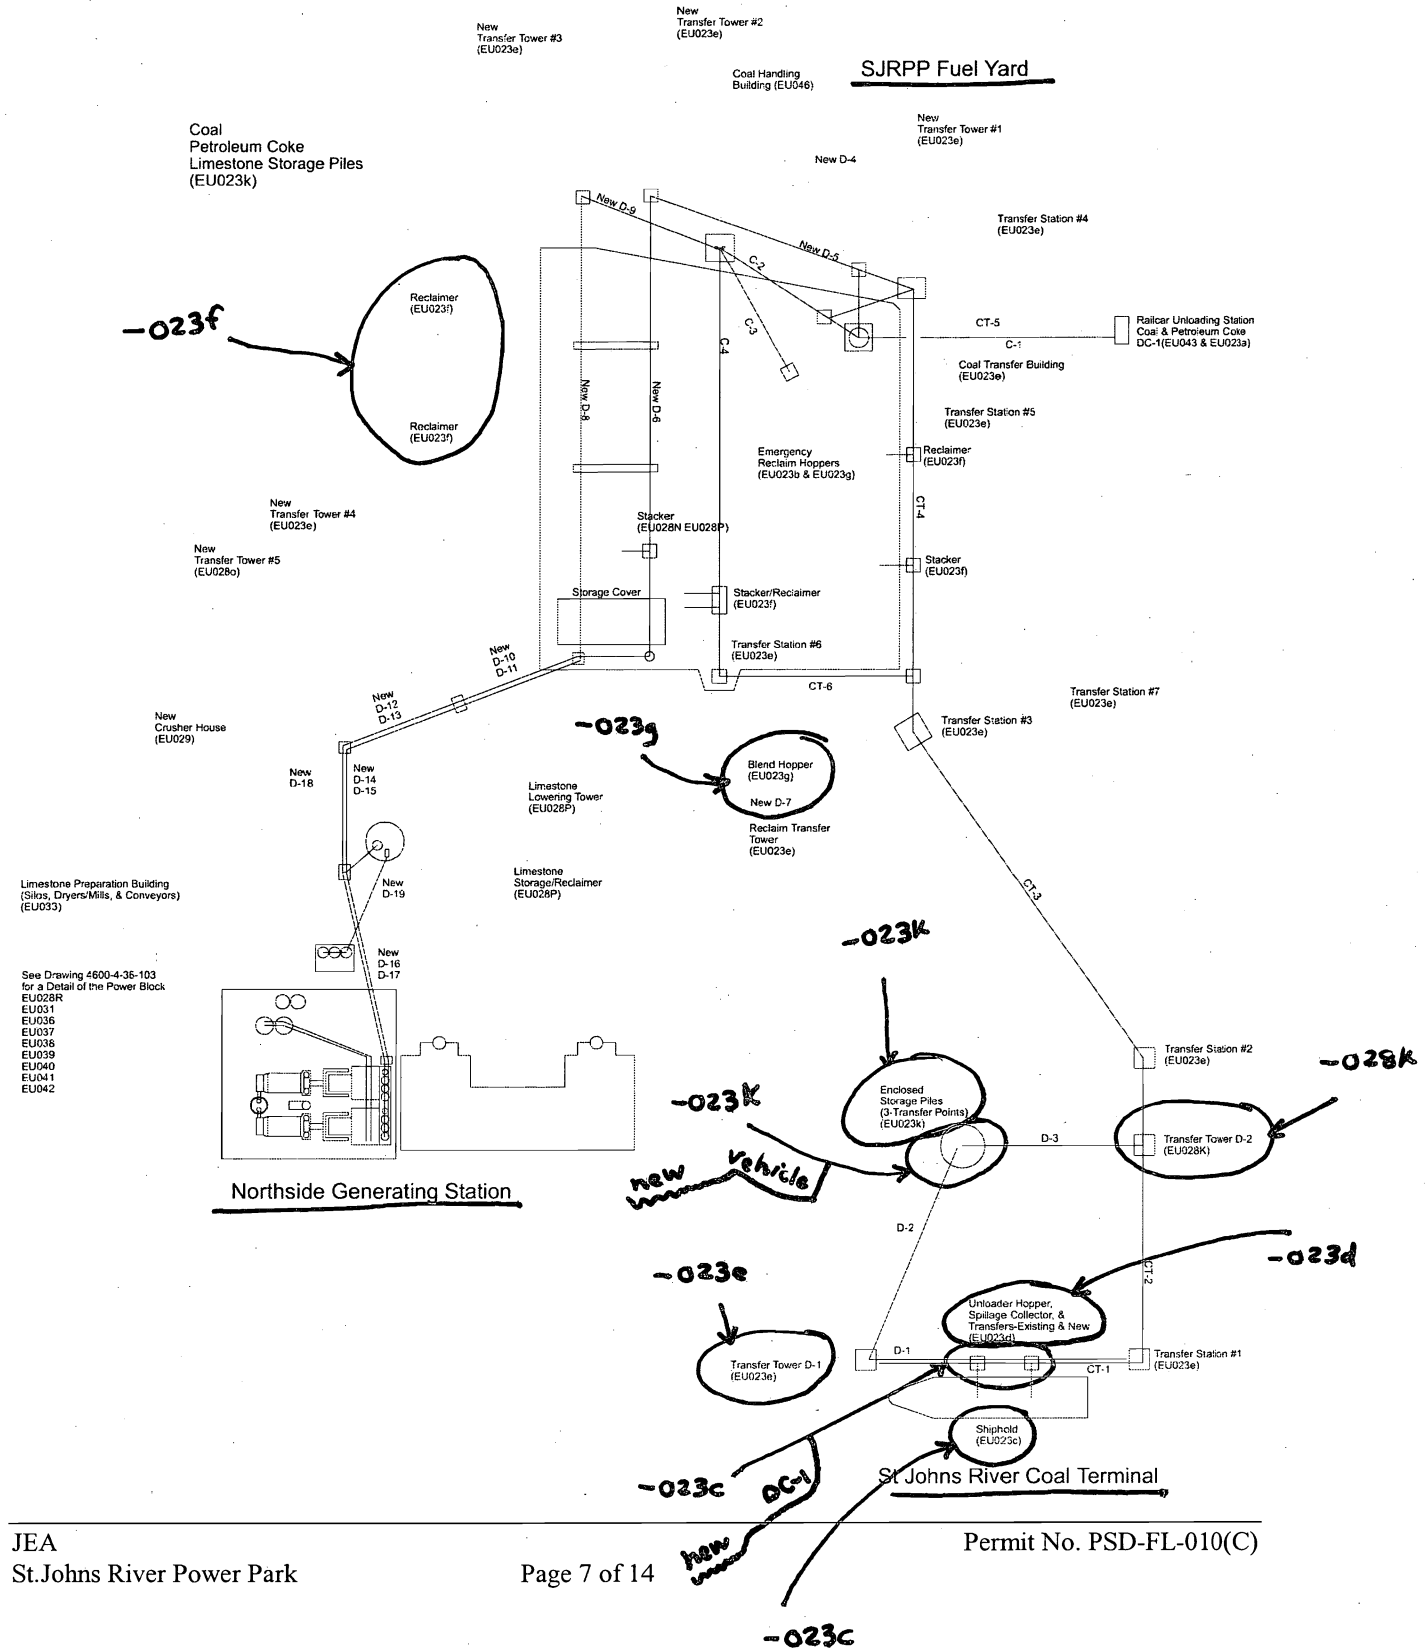 New
Transfer Tower #2
(EU023e)
New
Transfer Tower #3
(EU023e)
Coal Handling
Building (EU046)
SJRPP Fuel Yard
New
Transfer Tower #1
(EU023e)
Coal
Petroleum Coke
Limestone Storage Piles
(EU023k)
New D-4
New D-9
Transfer Station #4
(EU023e)
New D-5
C-2
Reclaimer
(EU023f)
-023f
C-3
C-4
CT-5
C-1
Railcar Unloading Station
Coal & Petroleum Coke
DC-1(EU043 & EU023a)
Coal Transfer Building
(EU023e)
New D-8
New D-6
Transfer Station #5
(EU023e)
Reclaimer
(EU023f)
Emergency
Reclaim Hoppers
(EU023b & EU023g)
Reclaimer
(EU023f)
CT-4
New
Transfer Tower #4
(EU023e)
Stacker
(EU028N EU028P)
New
Transfer Tower #5
(EU028o)
Stacker
(EU023f)
Storage Cover
Stacker/Reclaimer
(EU023f)
New
D-10
D-11
Transfer Station #6
(EU023e)
CT-6
New
D-12
D-13
Transfer Station #7
(EU023e)
New
Crusher House
(EU029)
-023g
Transfer Station #3
(EU023e)
New
D-18
New
D-14
D-15
Blend Hopper
(EU023g)
New D-7
Limestone
Lowering Tower
(EU028P)
Reclaim Transfer
Tower
(EU023e)
Limestone Preparation Building
(Silos, Dryers/Mills, & Conveyors)
(EU033)
New
D-19
Limestone
Storage/Reclaimer
(EU028P)
CT-3
-023K
New
D-16
D-17
See Drawing 4600-4-36-103
for a Detail of the Power Block
EU028R
EU031
EU036
EU037
EU038
EU039
EU040
EU041
EU042
Transfer Station #2
(EU023e)
-028K
Enclosed
Storage Piles
(3-Transfer Points)
(EU023k)
-023K
D-3
Transfer Tower D-2
(EU028K)
new vehicle
Northside Generating Station
D-2
-023d
-023e
CT-2
Unloader Hopper,
Spillage Collector, &
Transfers-Existing & New
(EU023d)
Transfer Tower D-1
(EU023e)
D-1
CT-1
Transfer Station #1
(EU023e)
Shiphold
(EU023c)
-023c
new DC-1
St Johns River Coal Terminal
JEA
St.Johns River Power Park
Page 7 of 14
Permit No. PSD-FL-010(C)
-023c